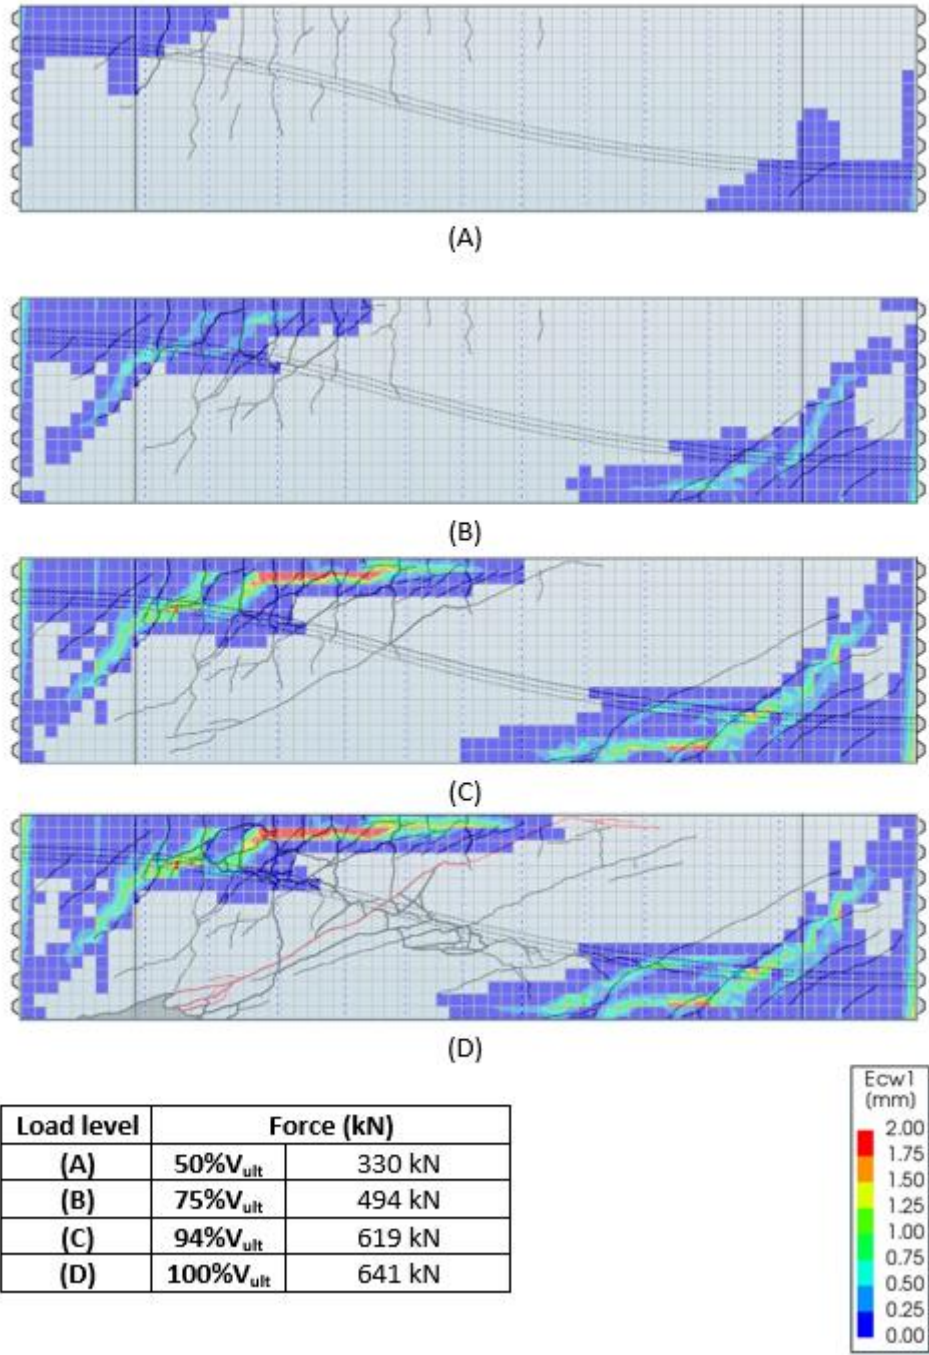 (A)
(B)
(C)
(D)
Load level Force (kN)
(A) 50%Vult 330 kN
(B) 75%Vult 494 kN
(C) 94%Vult 619 kN
(D) 100%Vult 641 kN
Ecw1
(mm)
2.00
1.75
1.50
1.25
1.00
0.75
0.50
0.25
0.00